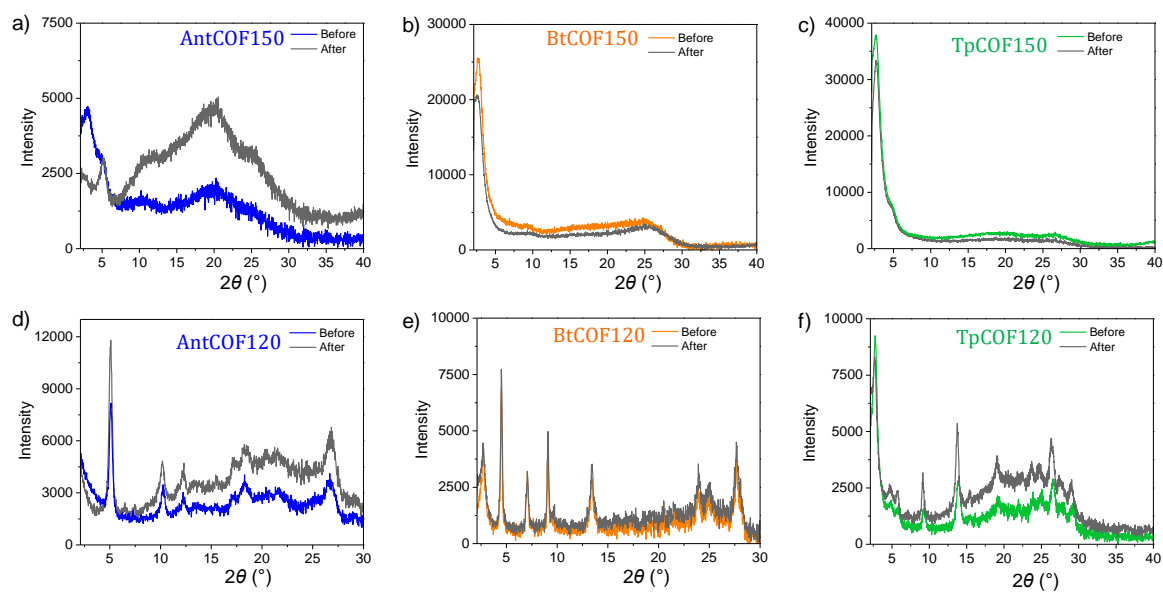 a)
AntCOF150
Before
After
Intensity
7500
5000
2500
0
5 10 15 20 25 30 35 40
2θ (°)
b)
BtCOF150
Before
After
Intensity
30000
20000
10000
0
5 10 15 20 25 30 35 40
2θ (°)
c)
TpCOF150
Before
After
Intensity
40000
30000
20000
10000
0
5 10 15 20 25 30 35 40
2θ (°)
d)
AntCOF120
Before
After
Intensity
12000
9000
6000
3000
0
5 10 15 20 25 30
2θ (°)
e)
BtCOF120
Before
After
Intensity
10000
7500
5000
2500
0
5 10 15 20 25 30
2θ (°)
f)
TpCOF120
Before
After
Intensity
10000
7500
5000
2500
0
5 10 15 20 25 30 35 40
2θ (°)